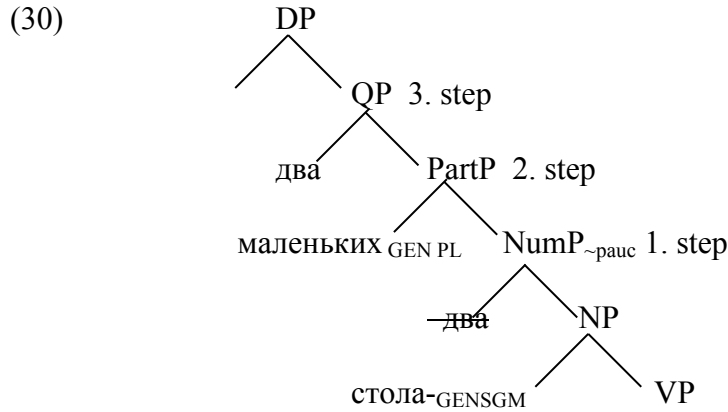 (30) DP
QP 3. step
два PartP 2. step
маленьких GEN PL NumP~pauc 1. step
два NP
стола-GENSGM VP